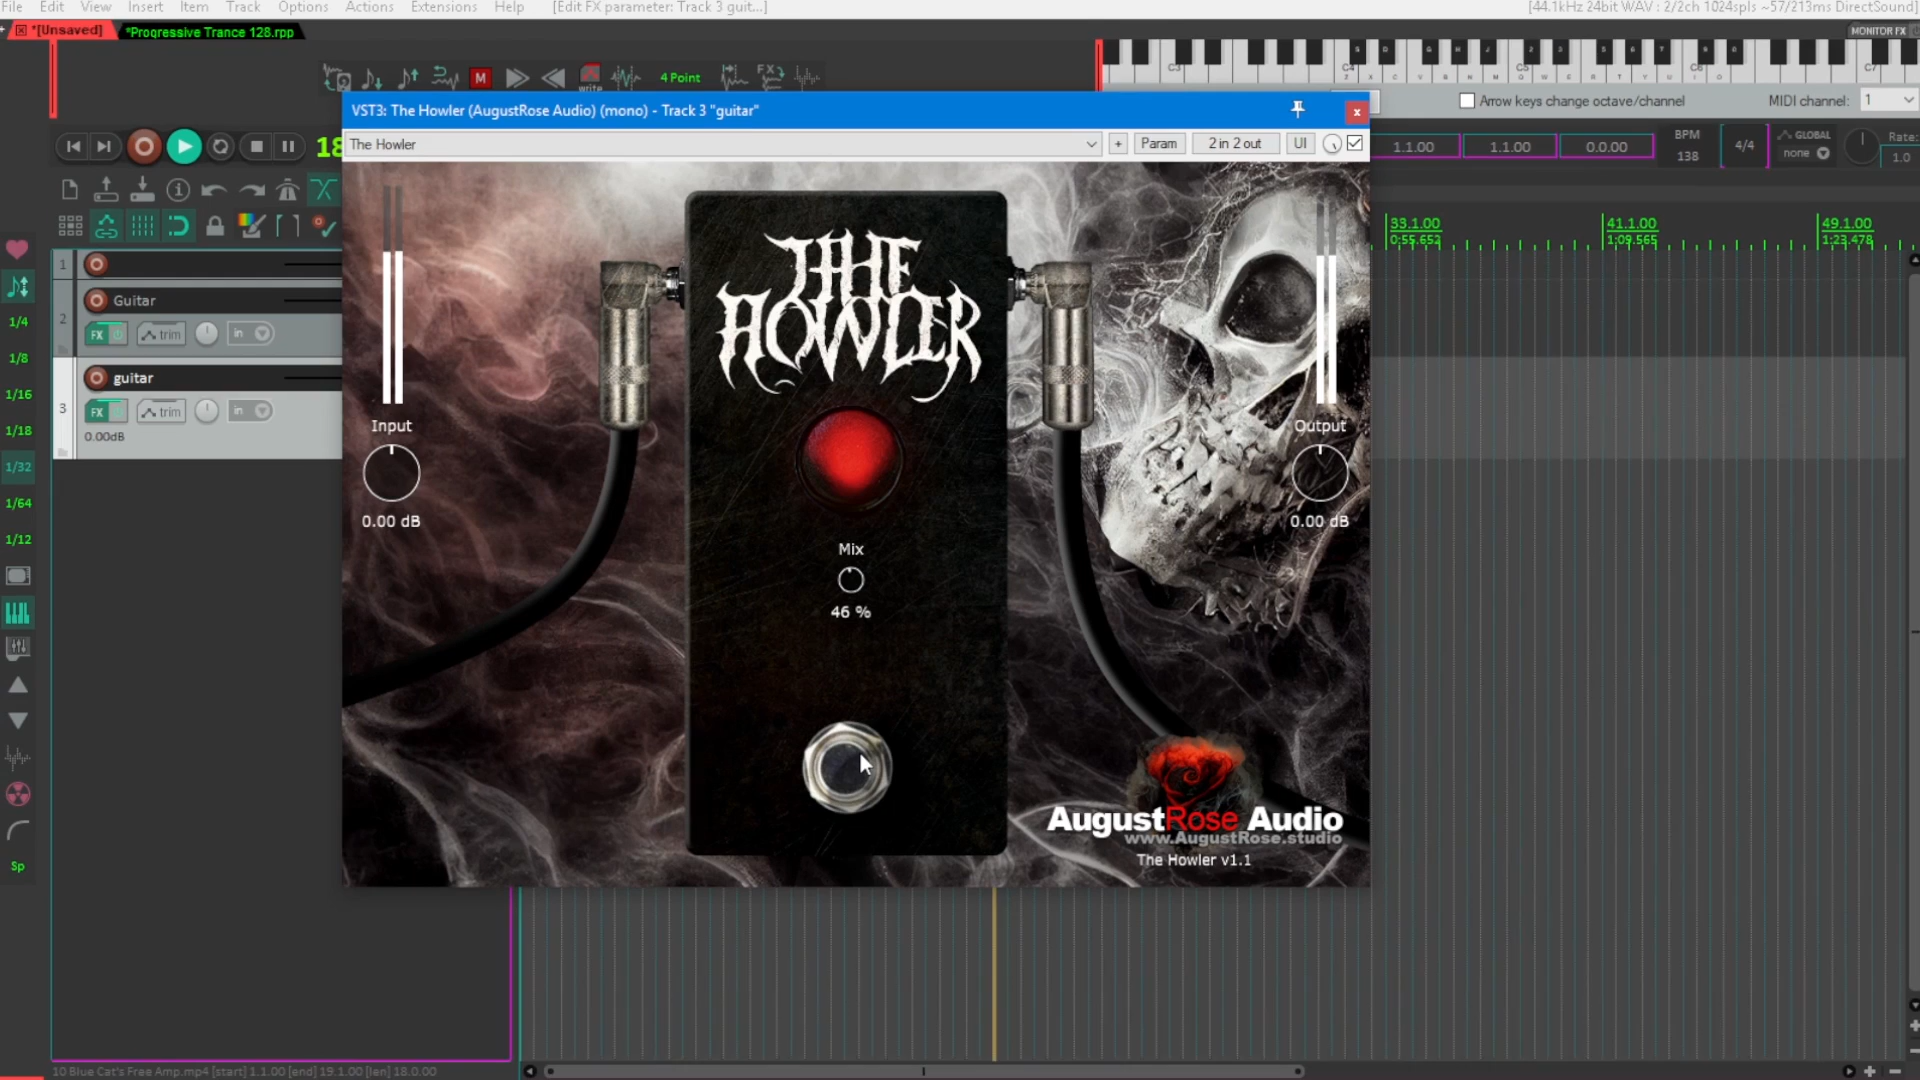 File Edit View Insert Item Track Options Actions Extensions Help [Edit FX parameter: Track 3 guit...]
[44.1kHz 24bit WAV : 2/2ch 1024spls ~57/213ms DirectSound]
*[Unsaved]
*Progressive Trance 128.rpp
MONITOR FX
M
write
4 Point
FX
C3
C4
C5
C6
C7
VST3: The Howler (AugustRose Audio) (mono) - Track 3 "guitar"
x
Arrow keys change octave/channel
MIDI channel:
1
18
The Howler
+
Param
2 in 2 out
UI
1.1.00
1.1.00
0.0.00
BPM
138
4/4
GLOBAL
none
Rate:
1.0
33.1.00
0:55.652
41.1.00
1:09.565
49.1.00
1:23.478
1
2
Guitar
FX
trim
in
3
guitar
FX
trim
in
0.00dB
1/4
1/8
1/16
1/18
1/32
1/64
1/12
Sp
THE
HOWLER
Input
0.00 dB
Output
0.00 dB
Mix
46 %
AugustRose Audio
www.AugustRose.studio
The Howler v1.1
10 Blue Cat's Free Amp.mp4 [start] 1.1.00 [end] 19.1.00 [len] 18.0.00